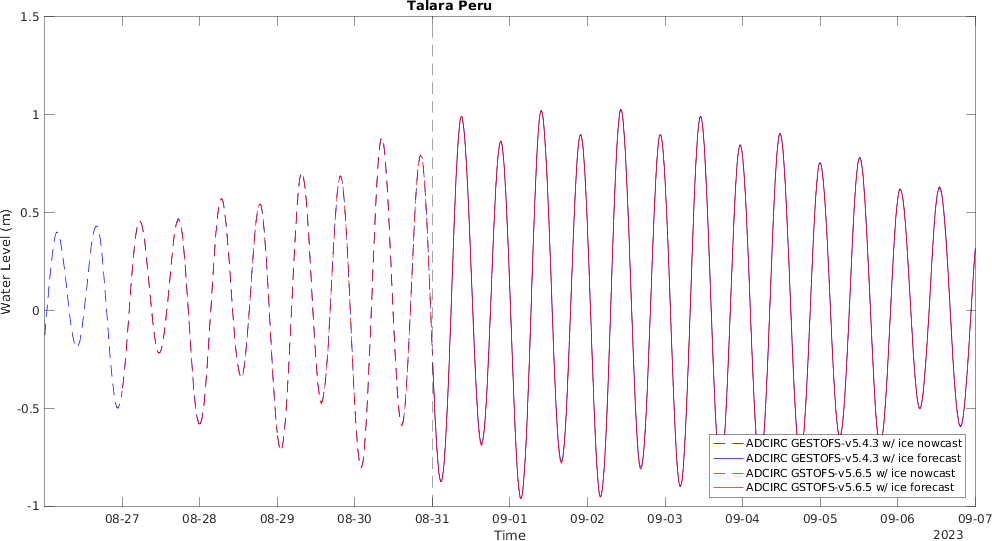 Talara Peru
1.5
1
0.5
0
-0.5
-1
Water Level (m)
ADCIRC GESTOFS-v5.4.3 w/ ice nowcast
ADCIRC GESTOFS-v5.4.3 w/ ice forecast
ADCIRC GSTOFS-v5.6.5 w/ ice nowcast
ADCIRC GSTOFS-v5.6.5 w/ ice forecast
08-27 08-28 08-29 08-30 08-31 09-01 09-02 09-03 09-04 09-05 09-06 09-07
Time
2023